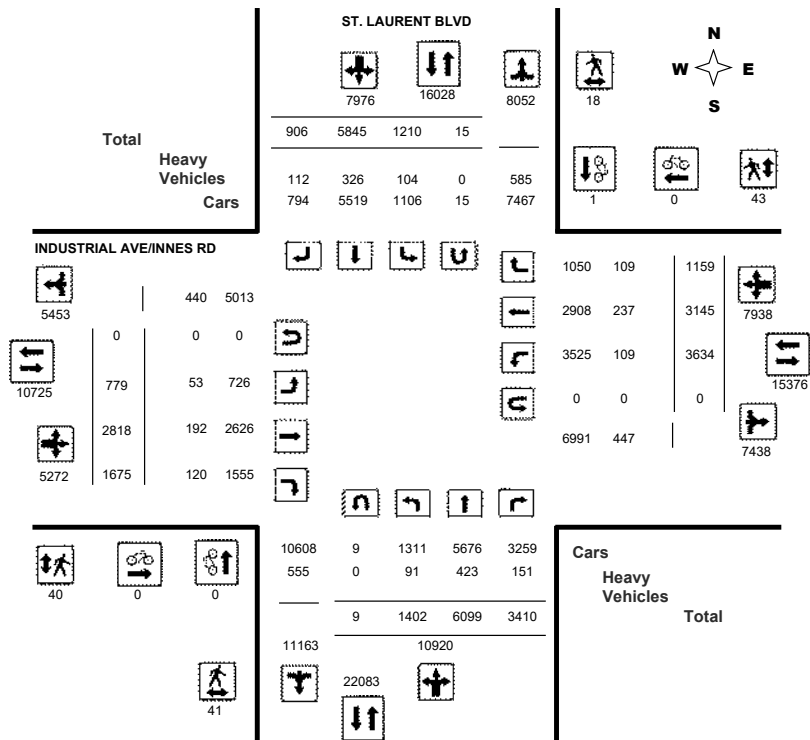 ST. LAURENT BLVD
N
W E
S
7976 16028 8052 18
906 5845 1210 15
Total
Heavy
Vehicles 112 326 104 0 585
Cars 794 5519 1106 15 7467
1 0 43
INDUSTRIAL AVE/INNES RD
1050 109 1159
5453 440 5013
2908 237 3145 7938
0 0 0
3525 109 3634
10725 779 53 726 15376
0 0 0
2818 192 2626
6991 447 7438
5272 1675 120 1555
10608 9 1311 5676 3259
Cars
555 0 91 423 151
Heavy
Vehicles
40 0 0
9 1402 6099 3410
Total
11163 10920
22083
41